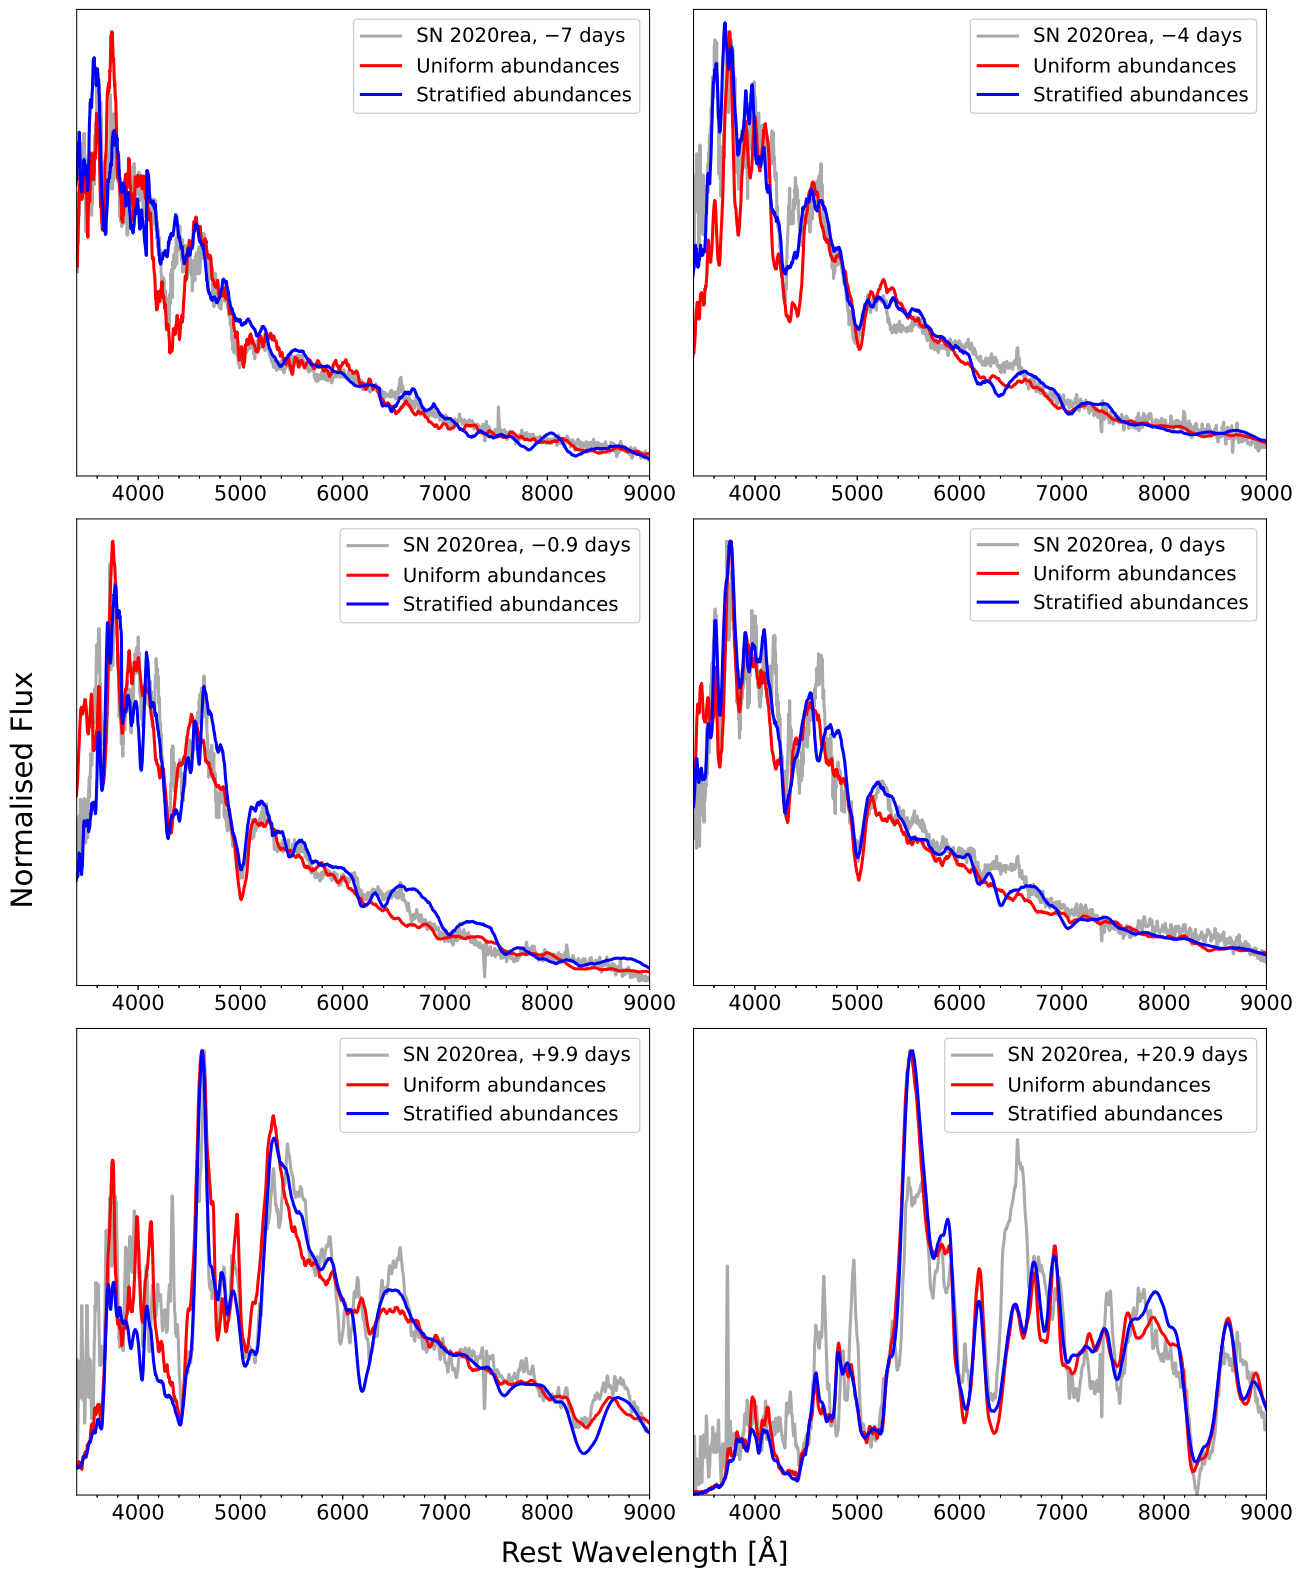 SN 2020rea, −7 days
Uniform abundances
Stratified abundances
4000 5000 6000 7000 8000 9000
SN 2020rea, −4 days
Uniform abundances
Stratified abundances
4000 5000 6000 7000 8000 9000
SN 2020rea, −0.9 days
Uniform abundances
Stratified abundances
4000 5000 6000 7000 8000 9000
SN 2020rea, 0 days
Uniform abundances
Stratified abundances
4000 5000 6000 7000 8000 9000
Normalised Flux
SN 2020rea, +9.9 days
Uniform abundances
Stratified abundances
4000 5000 6000 7000 8000 9000
SN 2020rea, +20.9 days
Uniform abundances
Stratified abundances
4000 5000 6000 7000 8000 9000
Rest Wavelength [Å]